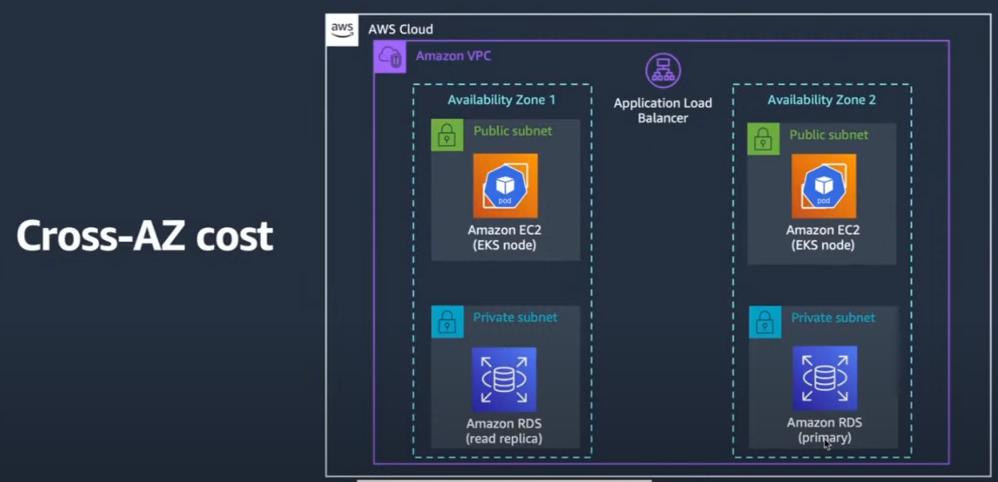 Cross-AZ cost
aws
AWS Cloud
Amazon VPC
Application Load
Balancer
Availability Zone 1
Public subnet
pod
Amazon EC2
(EKS node)
Private subnet
Amazon RDS
(read replica)
Availability Zone 2
Public subnet
pod
Amazon EC2
(EKS node)
Private subnet
Amazon RDS
(primary)